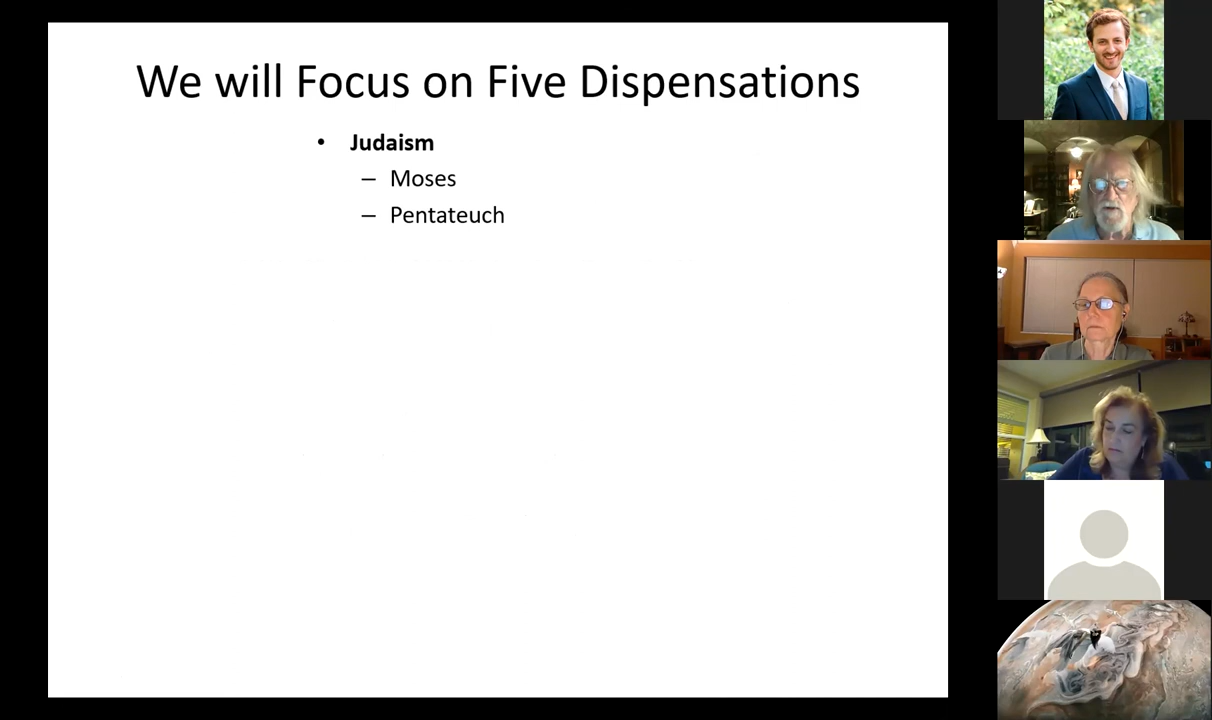 We will Focus on Five Dispensations
• Judaism
– Moses
– Pentateuch